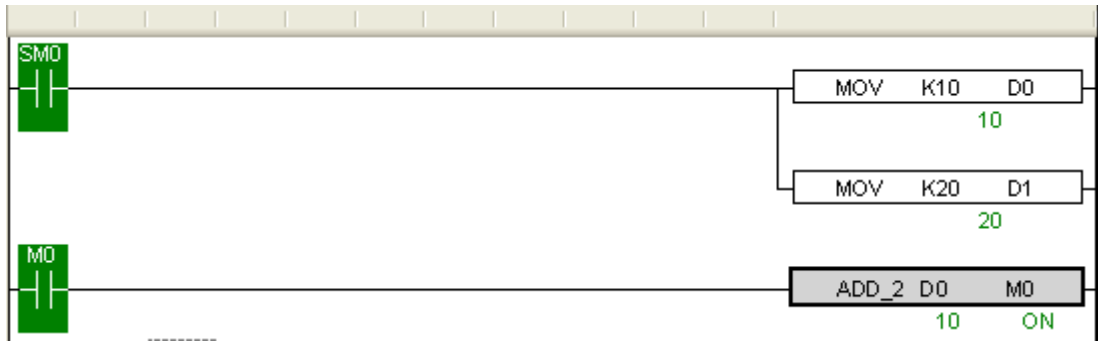 SM0
MOV K10 D0
10
MOV K20 D1
20
M0
ADD_2 D0 M0
10 ON